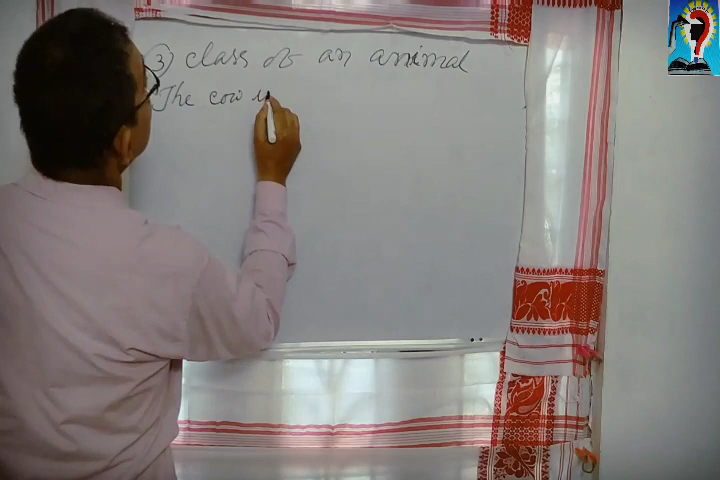 (3) class of an animal
The cow i